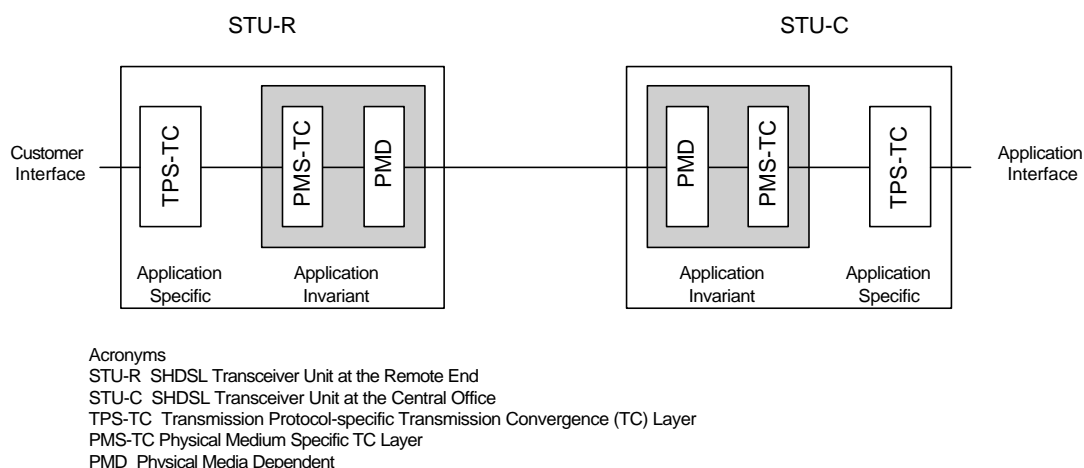 STU-R
STU-C
Customer
Interface
TPS-TC
PMS-TC
PMD
PMD
PMS-TC
TPS-TC
Application
Interface
Application
Specific
Application
Invariant
Application
Invariant
Application
Specific
Acronyms
STU-R SHDSL Transceiver Unit at the Remote End
STU-C SHDSL Transceiver Unit at the Central Office
TPS-TC Transmission Protocol-specific Transmission Convergence (TC) Layer
PMS-TC Physical Medium Specific TC Layer
PMD Physical Media Dependent